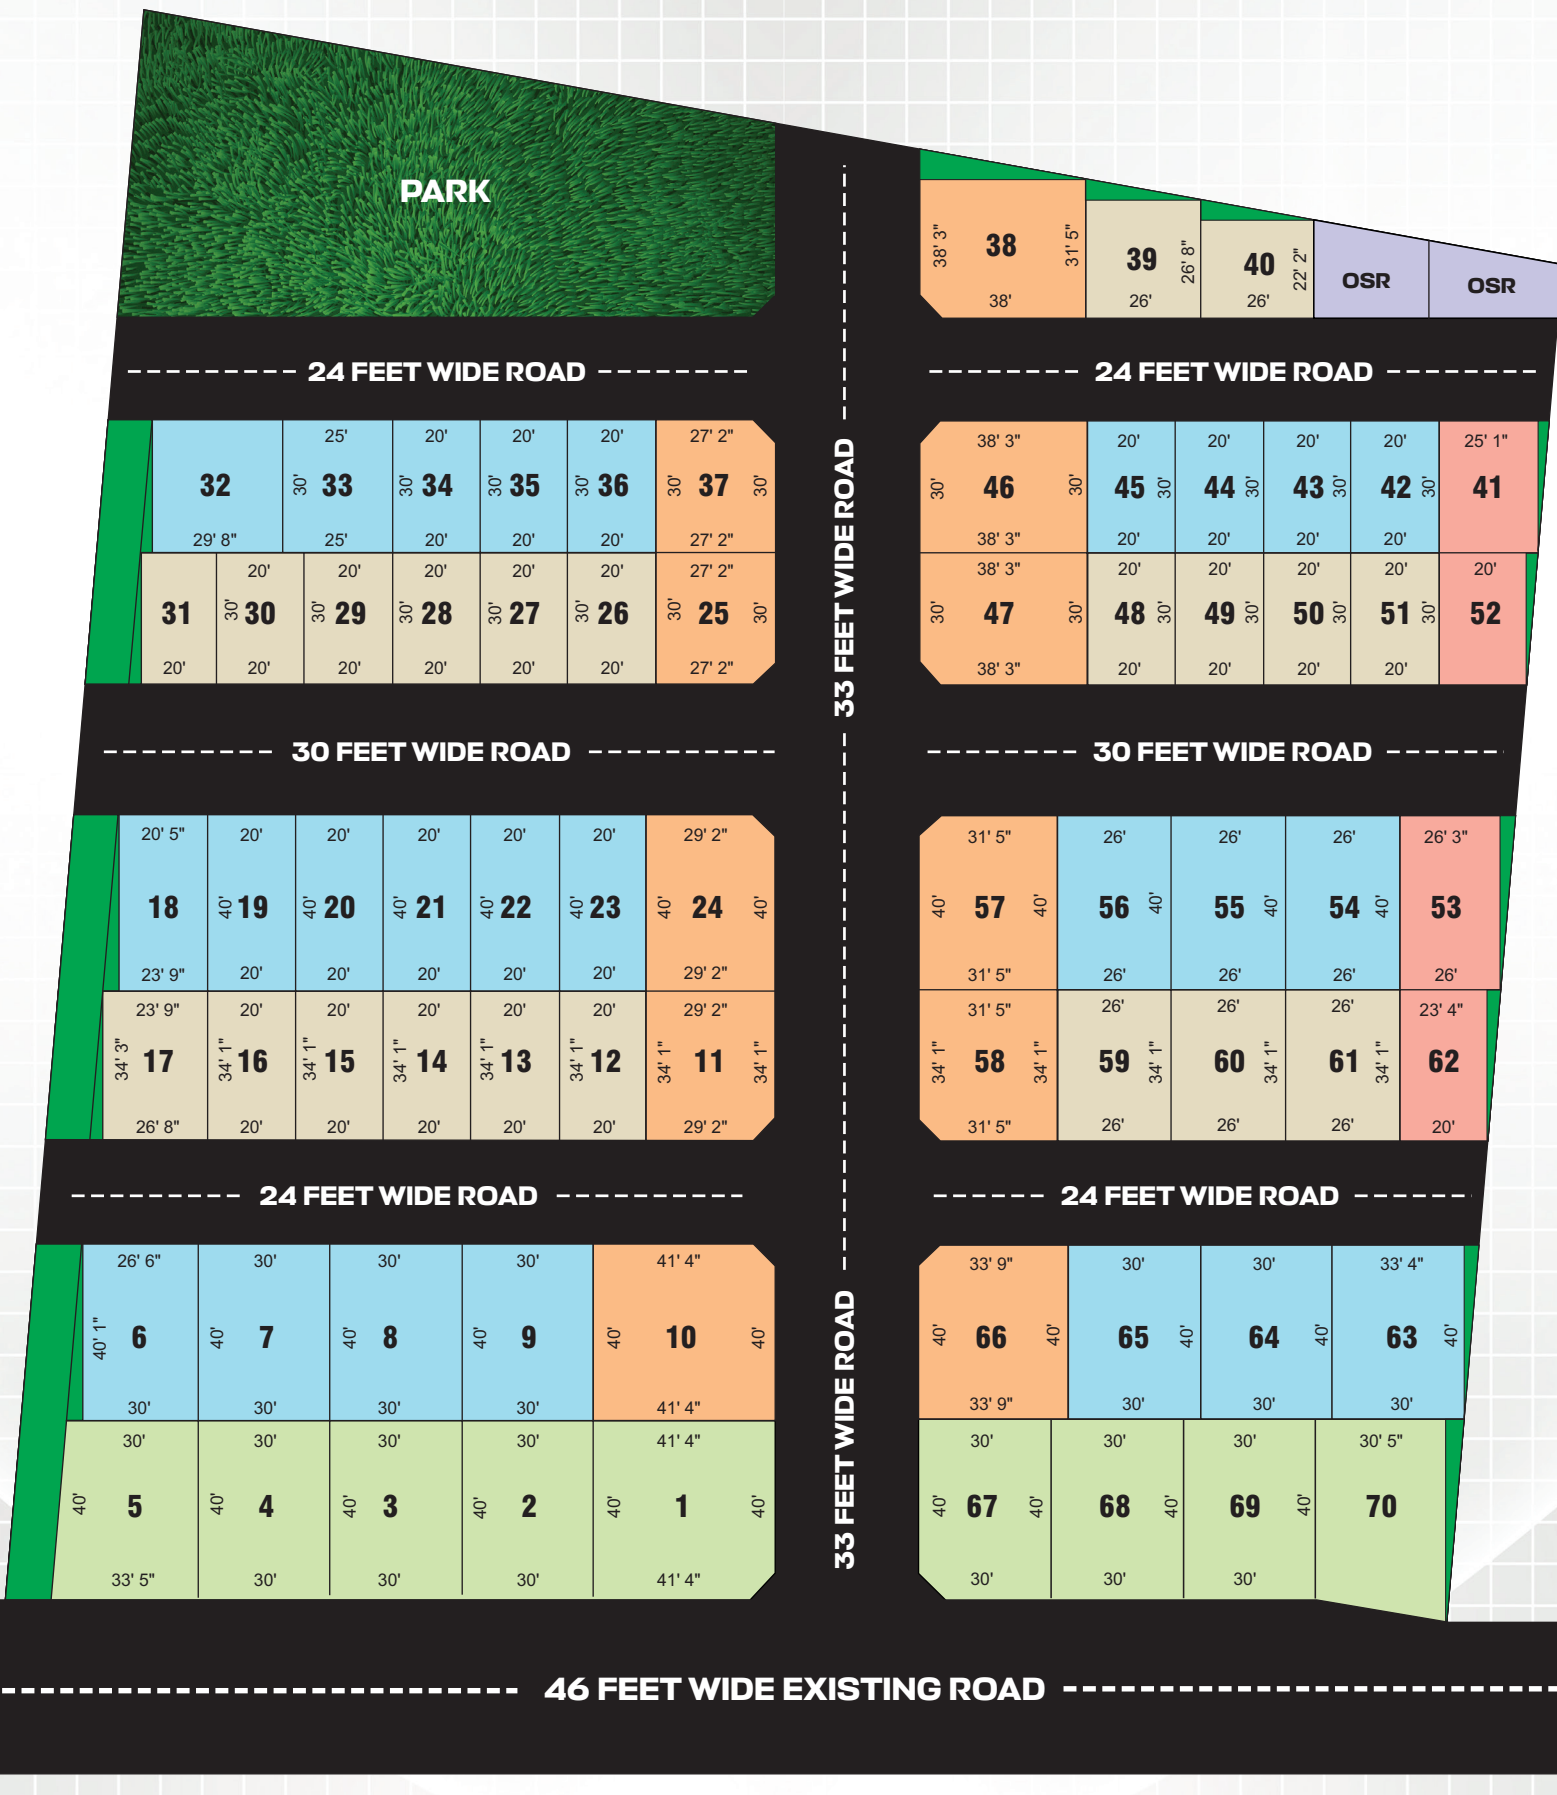 PARK
38' 3" 38 31' 5"
38'
39 26' 8"
26'
40 22' 2"
26'
OSR
OSR
24 FEET WIDE ROAD
24 FEET WIDE ROAD
33 FEET WIDE ROAD
25' 20' 20' 20' 27' 2"
32 30' 33 30' 34 30' 35 30' 36 30' 37 30'
29' 8" 25' 20' 20' 20' 27' 2"
20' 20' 20' 20' 20' 27' 2"
31 30' 30 30' 29 30' 28 30' 27 30' 26 30' 25 30'
20' 20' 20' 20' 20' 20' 27' 2"
38' 3" 20' 20' 20' 20' 25' 1"
30' 46 30' 45 30' 44 30' 43 30' 42 30' 41
38' 3" 20' 20' 20' 20'
38' 3" 20' 20' 20' 20' 20'
30' 47 30' 48 30' 49 30' 50 30' 51 30' 52
38' 3" 20' 20' 20' 20'
30 FEET WIDE ROAD
30 FEET WIDE ROAD
20' 5" 20' 20' 20' 20' 20' 29' 2"
18 40' 19 40' 20 40' 21 40' 22 40' 23 40' 24 40'
23' 9" 20' 20' 20' 20' 20' 29' 2"
23' 9" 20' 20' 20' 20' 20' 29' 2"
34' 3" 17 34' 1" 16 34' 1" 15 34' 1" 14 34' 1" 13 34' 1" 12 34' 1" 11 34' 1"
26' 8" 20' 20' 20' 20' 20' 29' 2"
31' 5" 26' 26' 26' 26' 3"
40' 57 40' 56 40' 55 40' 54 40' 53
31' 5" 26' 26' 26' 26'
31' 5" 26' 26' 26' 23' 4"
34' 1" 58 34' 1" 59 34' 1" 60 34' 1" 61 34' 1" 62
31' 5" 26' 26' 26' 20'
24 FEET WIDE ROAD
24 FEET WIDE ROAD
33 FEET WIDE ROAD
26' 6" 30' 30' 30' 41' 4"
40' 1" 6 40' 7 40' 8 40' 9 40' 10 40'
30' 30' 30' 30' 41' 4"
30' 30' 30' 30' 41' 4"
40' 5 40' 4 40' 3 40' 2 40' 1 40'
33' 5" 30' 30' 30' 41' 4"
33' 9" 30' 30' 33' 4"
40' 66 40' 65 40' 64 40' 63 40'
33' 9" 30' 30' 30'
30' 30' 30' 30' 5"
40' 67 40' 68 40' 69 40' 70
30' 30' 30'
46 FEET WIDE EXISTING ROAD